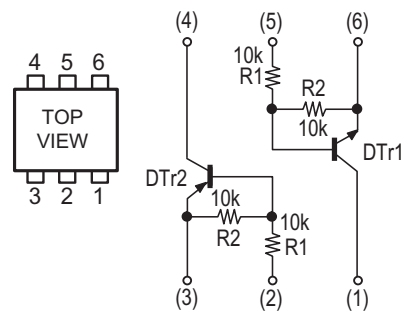 4 5 6
TOP
VIEW
3 2 1
(4) (5) (6)
10k
R1
R2
10k
DTr1
DTr2
10k
R2
10k
R1
(3) (2) (1)